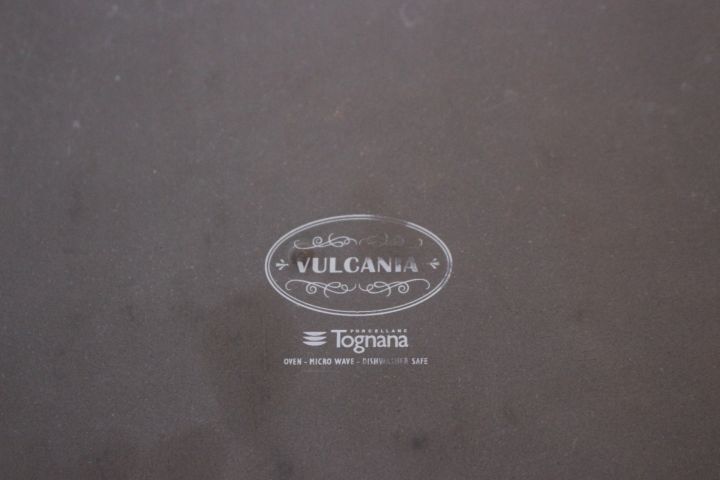 VULCANIA
PORCELLANE
Tognana
OVEN - MICRO WAVE - DISHWASHER SAFE